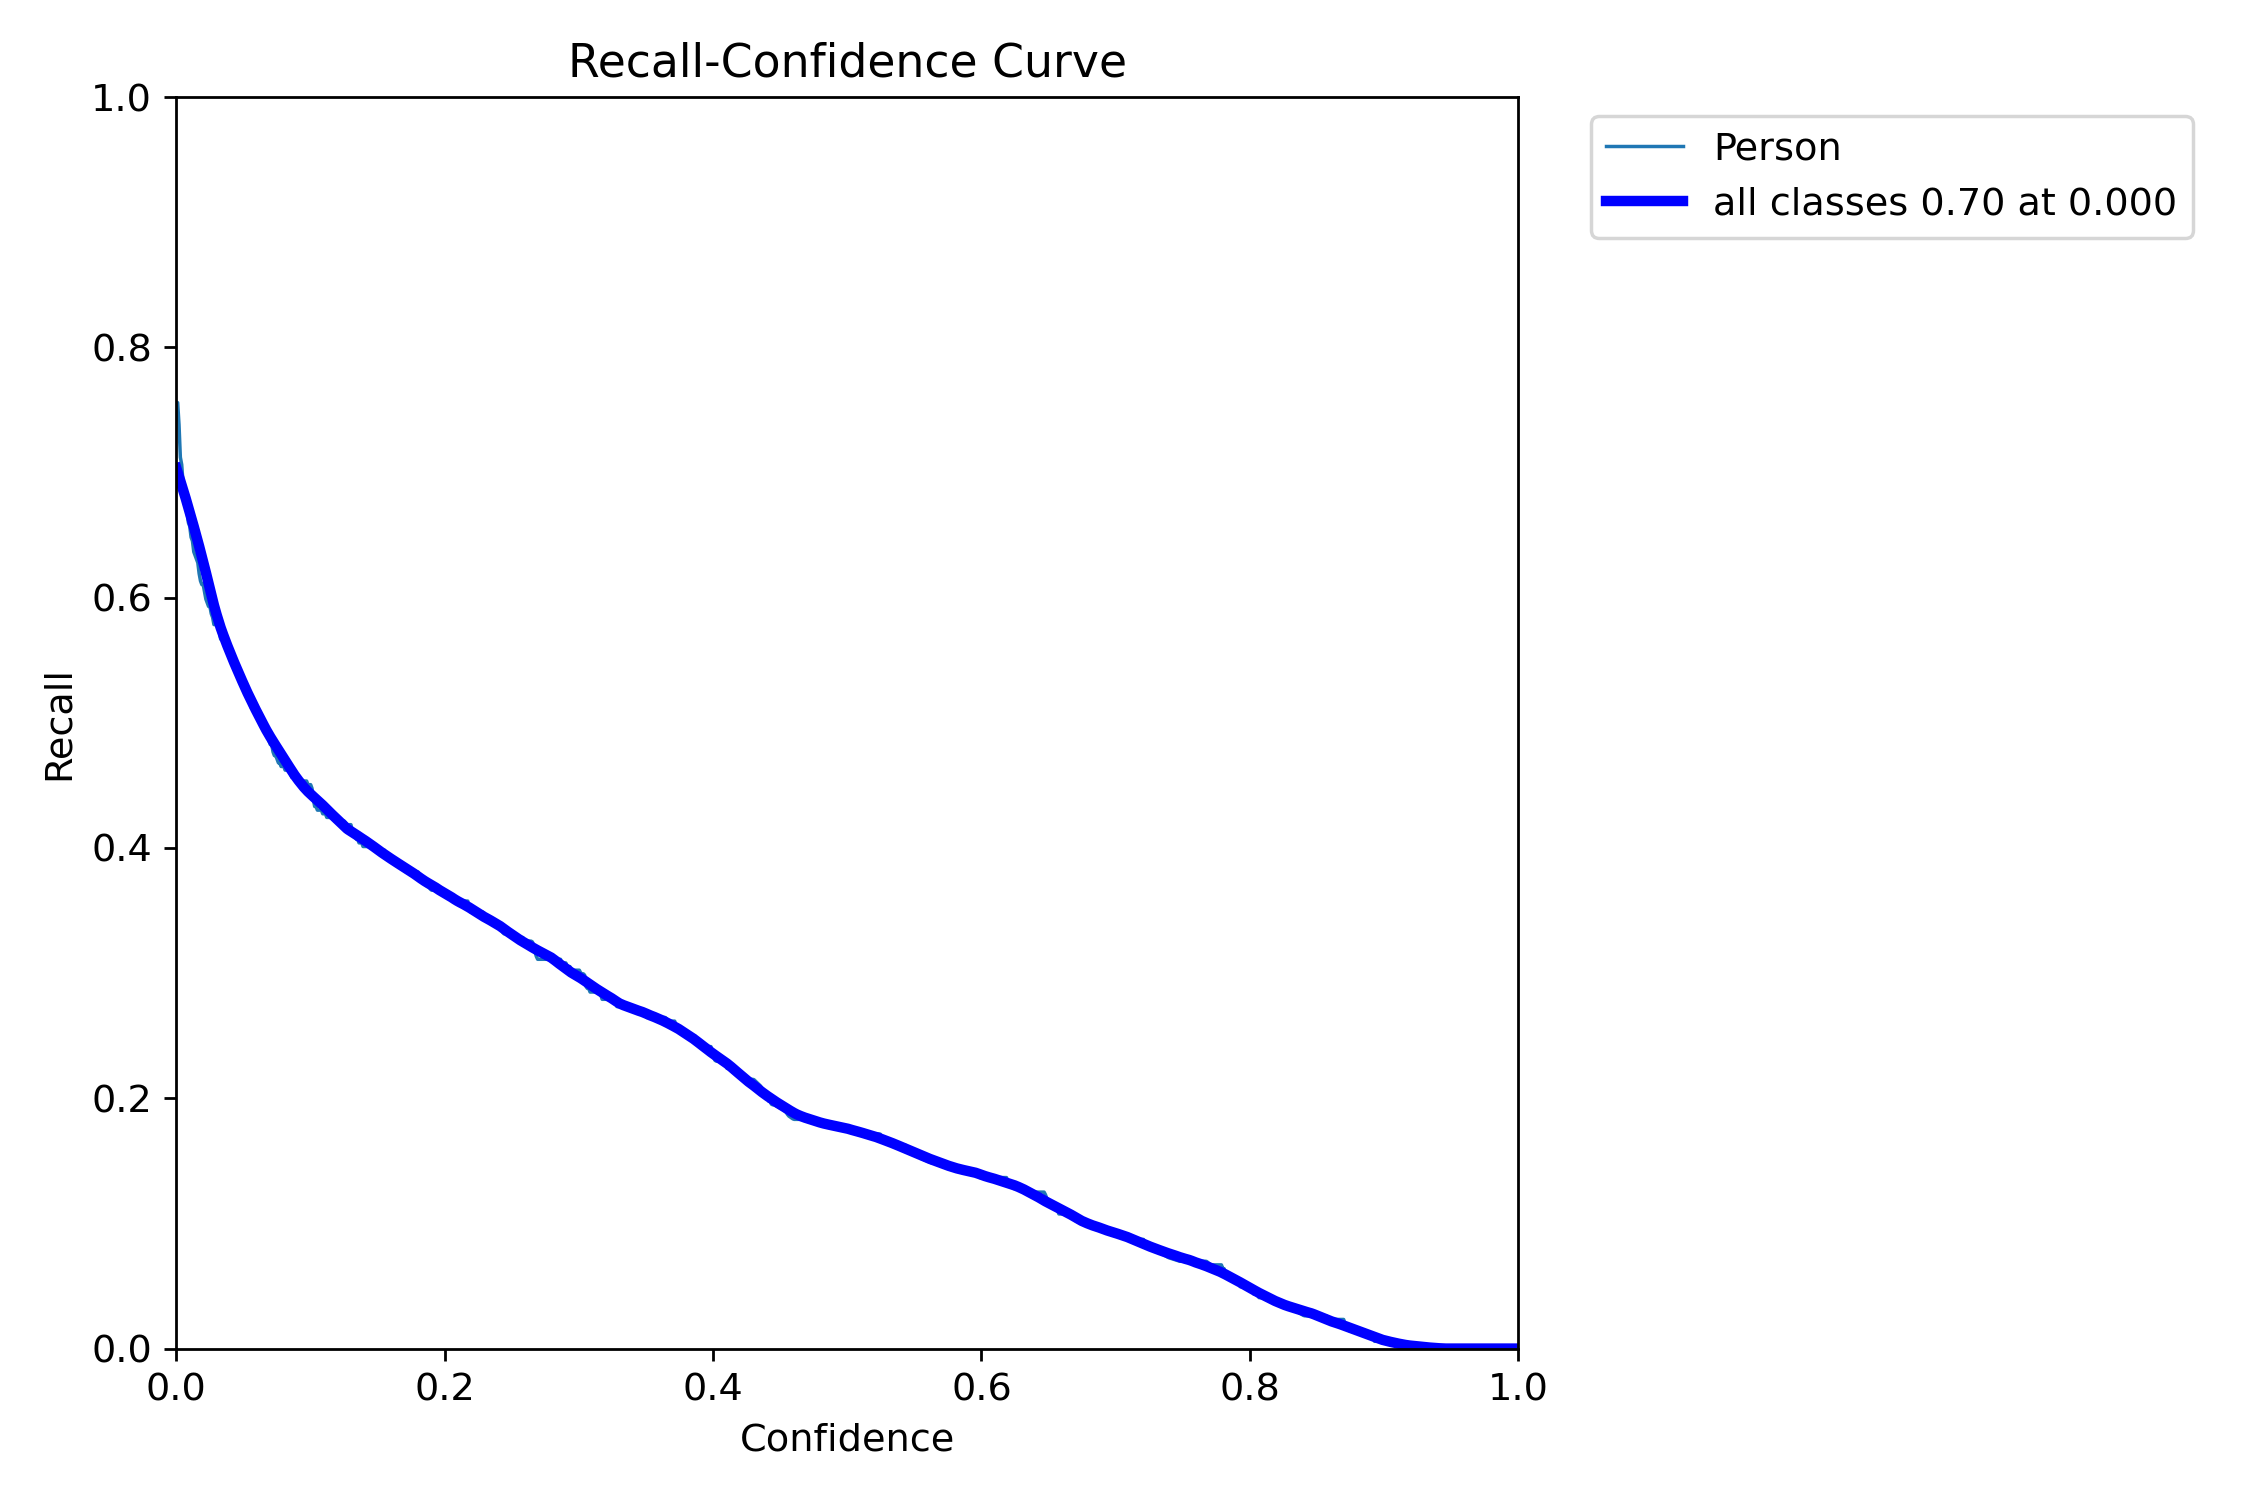 Recall-Confidence Curve
1.0
0.8
0.6
0.4
0.2
0.0
Recall
0.0 0.2 0.4 0.6 0.8 1.0
Confidence
Person
all classes 0.70 at 0.000